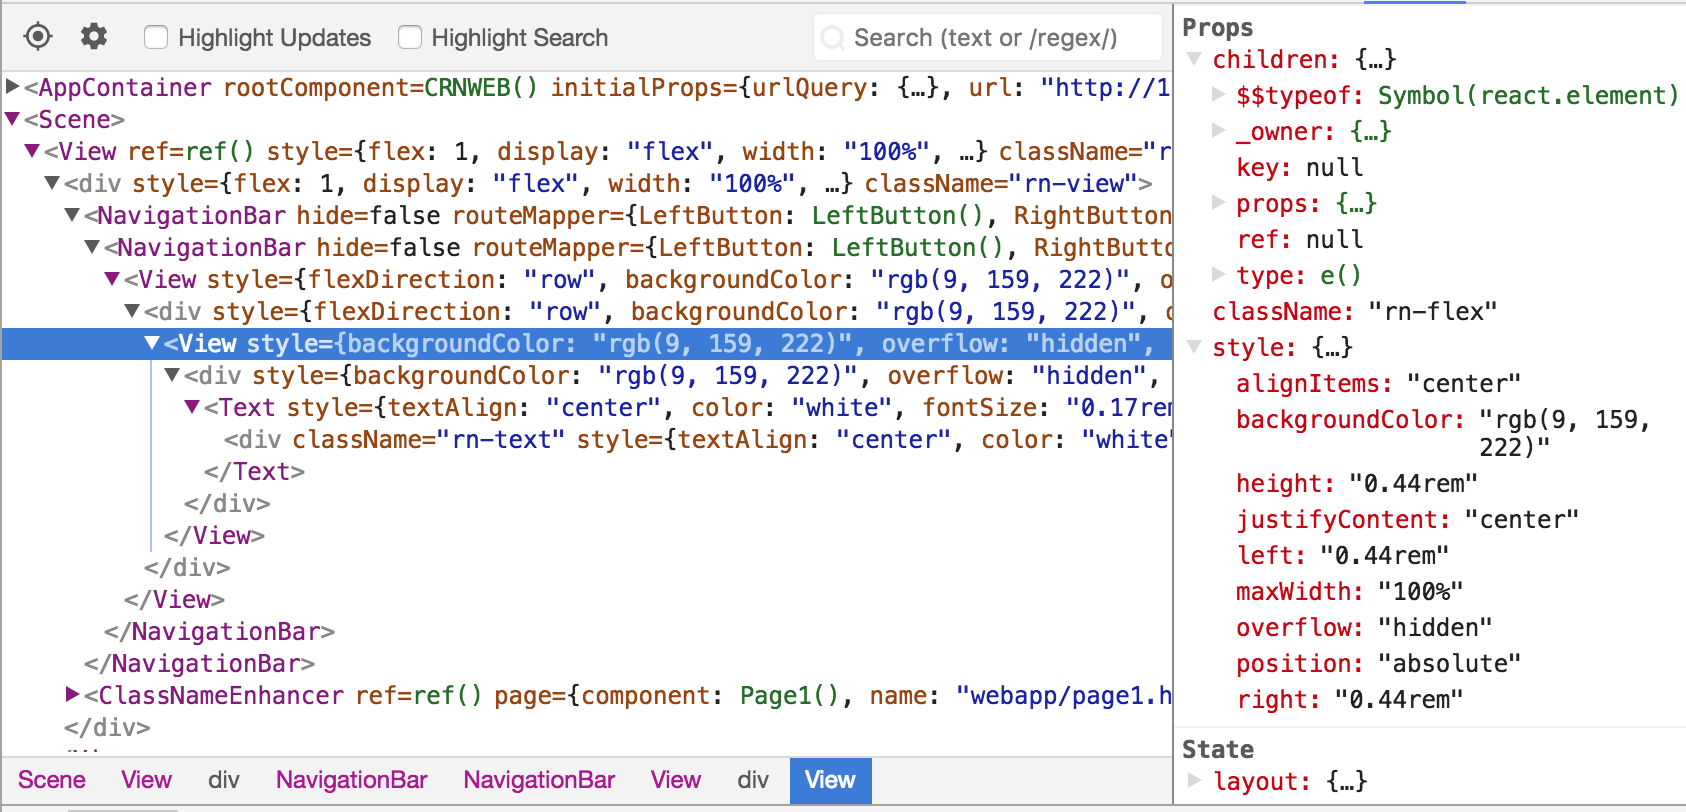 Highlight Updates Highlight Search Search (text or /regex/)
<AppContainer rootComponent=CRNWEB() initialProps={urlQuery: {…}, url: "http://1
<Scene>
<View ref=ref() style={flex: 1, display: "flex", width: "100%", …} className="r
<div style={flex: 1, display: "flex", width: "100%", …} className="rn-view">
<NavigationBar hide=false routeMapper={LeftButton: LeftButton(), RightButton
<NavigationBar hide=false routeMapper={LeftButton: LeftButton(), RightButto
<View style={flexDirection: "row", backgroundColor: "rgb(9, 159, 222)", o
<div style={flexDirection: "row", backgroundColor: "rgb(9, 159, 222)",
<View style={backgroundColor: "rgb(9, 159, 222)", overflow: "hidden",
<div style={backgroundColor: "rgb(9, 159, 222)", overflow: "hidden",
<Text style={textAlign: "center", color: "white", fontSize: "0.17rem
<div className="rn-text" style={textAlign: "center", color: "white"
</Text>
</div>
</View>
</div>
</View>
</NavigationBar>
</NavigationBar>
<ClassNameEnhancer ref=ref() page={component: Page1(), name: "webapp/page1.h
</div>
Scene View div NavigationBar NavigationBar View div View
Props
children: {…}
$$typeof: Symbol(react.element)
_owner: {…}
key: null
props: {…}
ref: null
type: e()
className: "rn-flex"
style: {…}
alignItems: "center"
backgroundColor: "rgb(9, 159,
222)"
height: "0.44rem"
justifyContent: "center"
left: "0.44rem"
maxWidth: "100%"
overflow: "hidden"
position: "absolute"
right: "0.44rem"
State
layout: {…}